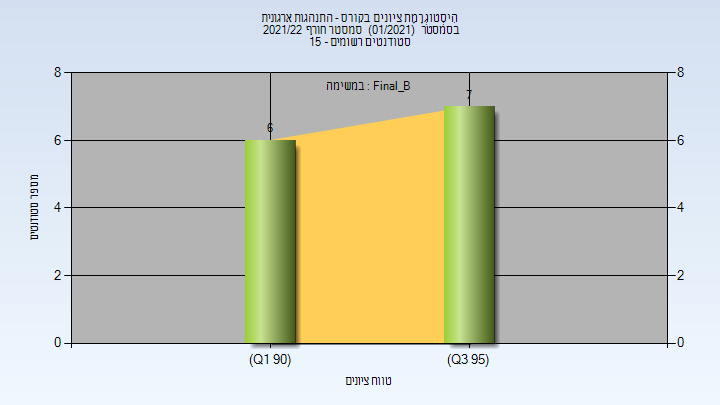 היסטוגרמת ציונים בקורס - התנהגות ארגונית
בסמסטר (01/2021) סמסטר חורף 2021/22
סטודנטים רשומים - 15
במשימה : Final_B
8 8
7
6 6 6
4 4
2 2
0 0
מספר סטודנטים
(Q1 90) (Q3 95)
טווח ציונים